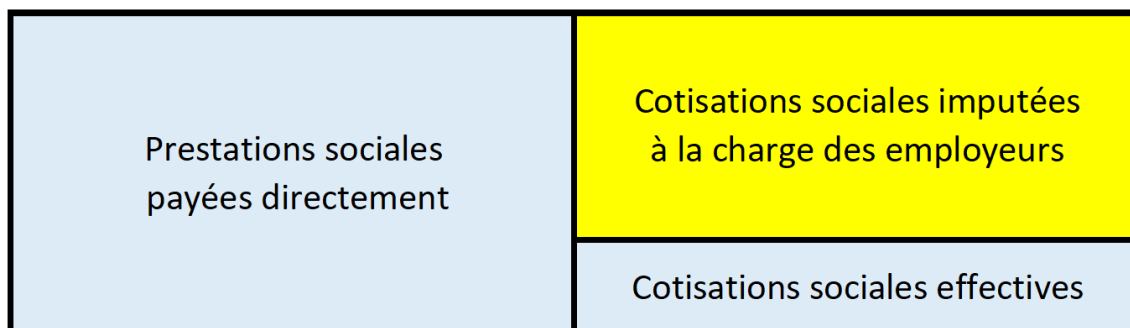 Prestations sociales
payées directement
Cotisations sociales imputées
à la charge des employeurs
Cotisations sociales effectives